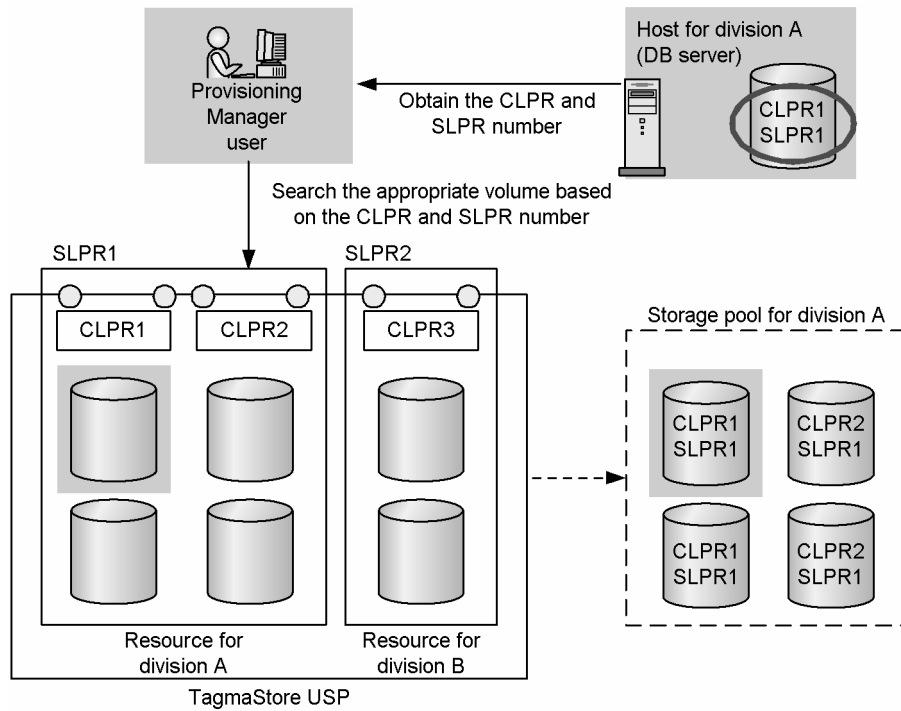 Provisioning
Manager
user
Obtain the CLPR and
SLPR number
Host for division A
(DB server)
CLPR1
SLPR1
Search the appropriate volume based
on the CLPR and SLPR number
SLPR1
SLPR2
CLPR1
CLPR2
CLPR3
Resource for
division A
Resource for
division B
TagmaStore USP
Storage pool for division A
CLPR1
SLPR1
CLPR2
SLPR1
CLPR1
SLPR1
CLPR2
SLPR1